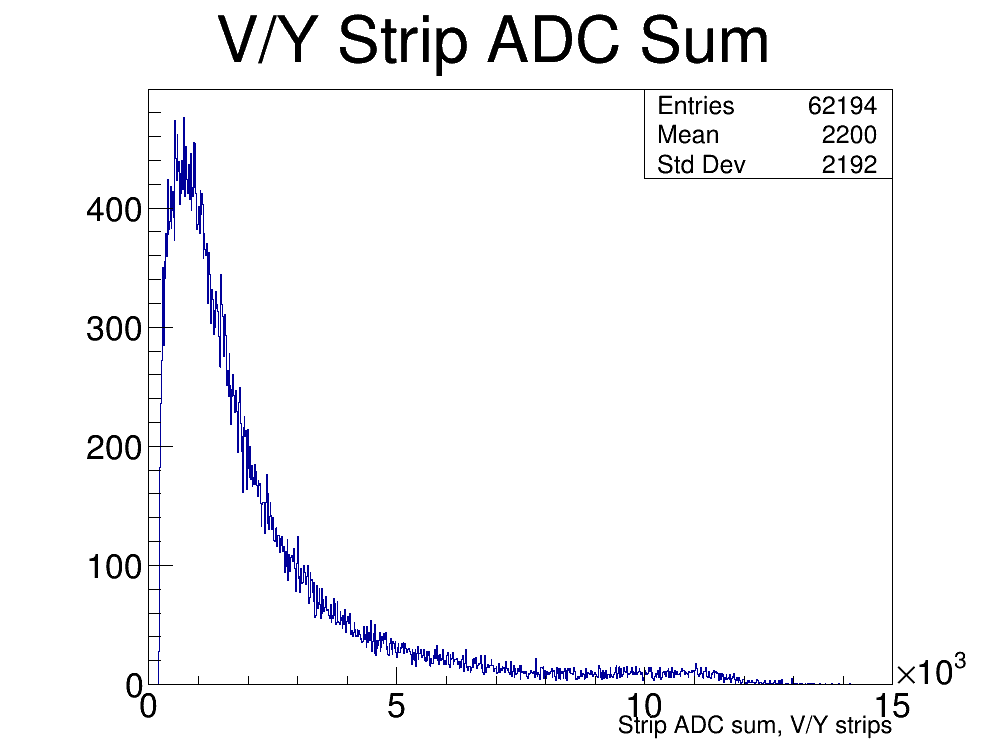 V/Y Strip ADC Sum
Entries 62194
Mean 2200
Std Dev 2192
400
300
200
100
0
0 5 10 15
×10³
Strip ADC sum, V/Y strips